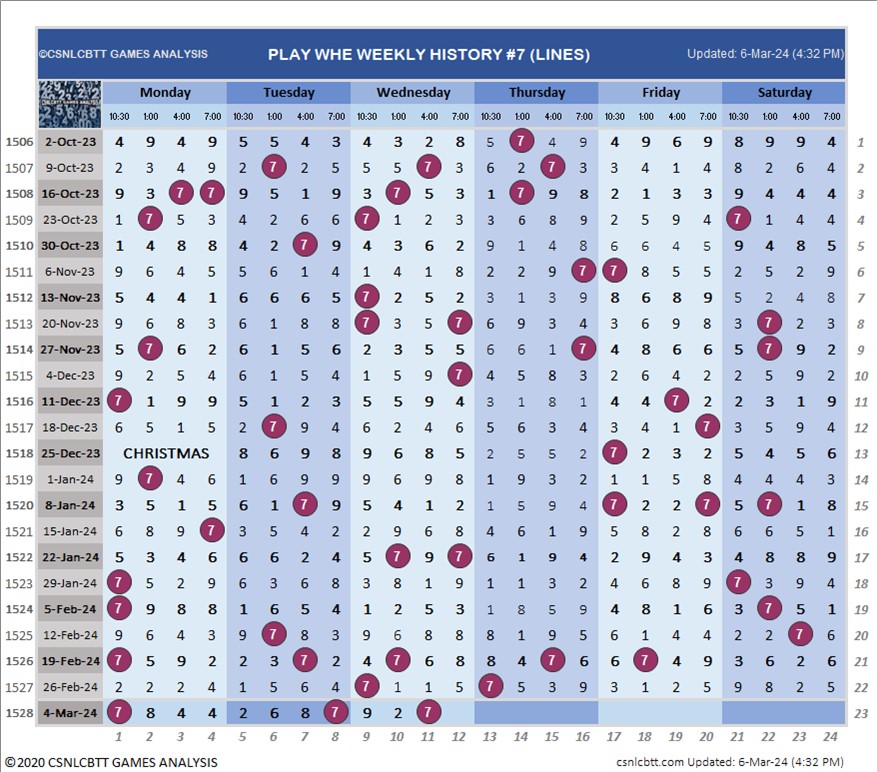 ©CSNLCBTT GAMES ANALYSIS PLAY WHE WEEKLY HISTORY #7 (LINES) Updated: 6-Mar-24 (4:32 PM)
Monday Tuesday Wednesday Thursday Friday Saturday
10:30 1:00 4:00 7:00 10:30 1:00 4:00 7:00 10:30 1:00 4:00 7:00 10:30 1:00 4:00 7:00 10:30 1:00 4:00 7:00 10:30 1:00 4:00 7:00
1506 2-Oct-23 4 9 4 9 5 5 4 3 4 3 2 8 5 7 4 9 4 9 6 9 8 9 9 4 1
1507 9-Oct-23 2 3 4 9 2 7 2 5 5 5 7 3 6 2 7 3 3 4 1 4 8 2 6 4 2
1508 16-Oct-23 9 3 7 7 9 5 1 9 3 7 5 3 1 7 9 8 2 1 3 3 9 4 4 4 3
1509 23-Oct-23 1 7 5 3 4 2 6 6 7 1 2 3 3 6 8 9 2 5 9 4 7 1 4 4 4
1510 30-Oct-23 1 4 8 8 4 2 7 9 4 3 6 2 9 1 4 8 6 6 4 5 9 4 8 5 5
1511 6-Nov-23 9 6 4 5 5 6 1 4 1 4 1 8 2 2 9 7 7 8 5 5 2 5 2 9 6
1512 13-Nov-23 5 4 4 1 6 6 6 5 7 2 5 2 3 1 3 9 8 6 8 9 5 2 4 8 7
1513 20-Nov-23 9 6 8 3 6 1 8 8 7 3 5 7 6 9 3 4 3 6 9 8 3 7 2 3 8
1514 27-Nov-23 5 7 6 2 6 1 5 6 2 3 5 5 6 6 1 7 4 8 6 6 5 7 9 2 9
1515 4-Dec-23 9 2 5 4 6 1 5 4 1 5 9 7 4 5 8 3 2 6 4 2 2 5 9 2 10
1516 11-Dec-23 7 1 9 9 5 1 2 3 5 5 9 4 3 1 8 1 4 4 7 2 2 3 1 9 11
1517 18-Dec-23 6 5 1 5 2 7 9 4 6 2 4 6 5 6 3 4 3 4 1 7 3 5 9 4 12
1518 25-Dec-23 CHRISTMAS 8 6 9 8 9 6 8 5 2 5 5 2 7 2 3 2 5 4 5 6 13
1519 1-Jan-24 9 7 4 6 1 6 9 9 9 6 9 8 1 9 3 2 1 1 5 8 4 4 4 3 14
1520 8-Jan-24 3 5 1 5 6 1 7 9 5 4 1 2 1 5 9 4 7 2 2 7 5 7 1 8 15
1521 15-Jan-24 6 8 9 7 3 5 4 2 2 9 6 8 6 1 9 9 5 1 2 8 6 6 5 1 16
1522 22-Jan-24 5 3 4 6 6 6 2 4 5 7 9 7 6 1 9 4 2 9 4 3 4 8 8 9 17
1523 29-Jan-24 7 5 2 9 6 3 6 8 3 8 1 9 1 1 3 2 4 6 8 9 7 3 9 4 18
1524 5-Feb-24 7 9 8 8 1 6 5 4 1 2 5 3 1 8 5 9 4 8 1 6 3 7 5 1 19
1525 12-Feb-24 9 6 4 3 9 7 8 3 9 6 8 8 8 1 9 5 6 1 4 4 2 2 7 6 20
1526 19-Feb-24 7 5 9 2 2 3 7 2 4 7 6 8 8 4 7 6 6 7 4 9 3 6 2 6 21
1527 26-Feb-24 2 2 2 4 1 5 6 4 7 1 1 5 7 5 3 9 3 1 2 5 9 8 2 5 22
1528 4-Mar-24 7 8 4 4 2 6 8 7 9 2 7 23
1 2 3 4 5 6 7 8 9 10 11 12 13 14 15 16 17 18 19 20 21 22 23 24
©2020 CSNLCBTT GAMES ANALYSIS csnlcbtt.com Updated: 6-Mar-24 (4:32 PM)